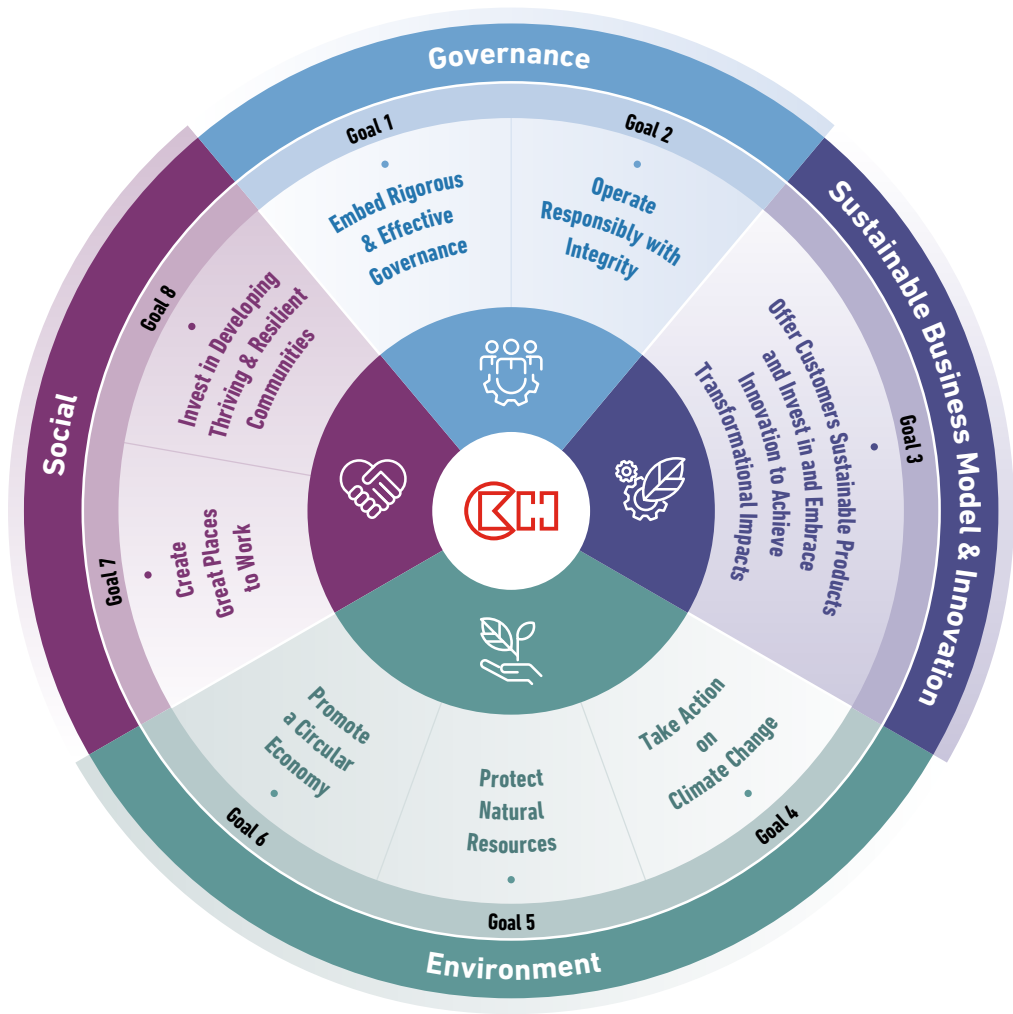 Governance
Goal 1
Embed Rigorous
& Effective
Governance
Goal 2
Operate
Responsibly with
Integrity
Sustainable Business Model & Innovation
Goal 3
Offer Customers Sustainable Products
and Invest in and Embrace
Innovation to Achieve
Transformational Impacts
Environment
Goal 4
Take Action
on
Climate Change
Goal 5
Protect
Natural
Resources
Goal 6
Promote
a Circular
Economy
Social
Goal 7
Create
Great Places
to Work
Goal 8
Invest in Developing
Thriving & Resilient
Communities
CKH